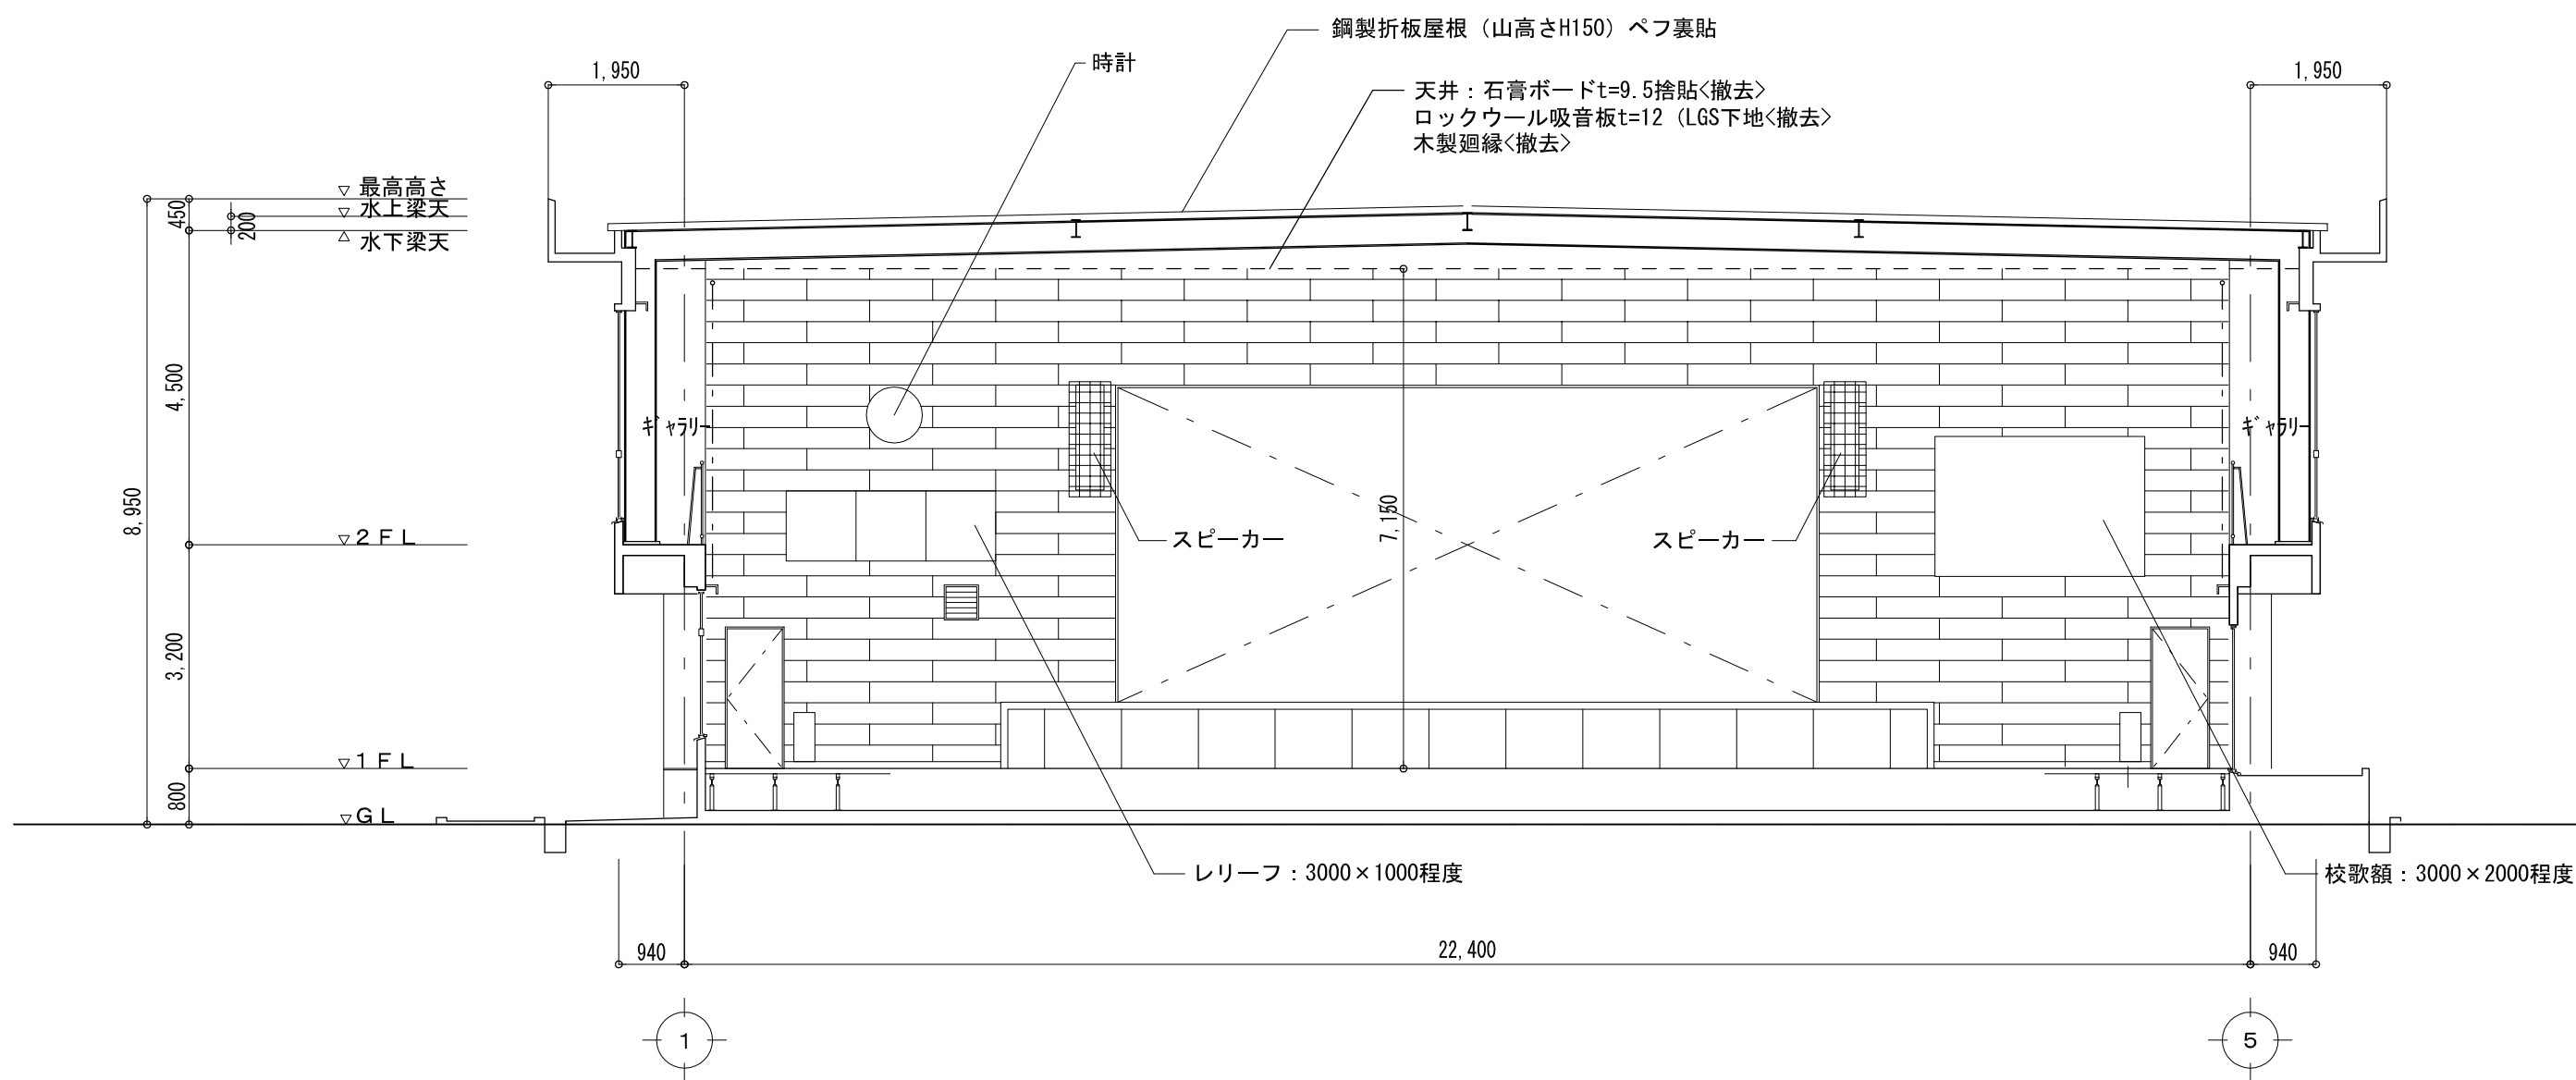 鋼製折板屋根（山高さH150）ペフ裏貼
時計
1,950
1,950
天井：石膏ボードt=9.5捨貼<撤去>
ロックウール吸音板t=12（LGS下地<撤去>
木製廻縁<撤去>
▽ 最高高さ
▽ 水上梁天
△ 水下梁天
450
200
4,500
8,950
3,200
800
ギャラリー
ギャラリー
7,150
スピーカー
スピーカー
▽２ＦＬ
▽１ＦＬ
▽ＧＬ
レリーフ：3000×1000程度
校歌額：3000×2000程度
940
22,400
940
1
5